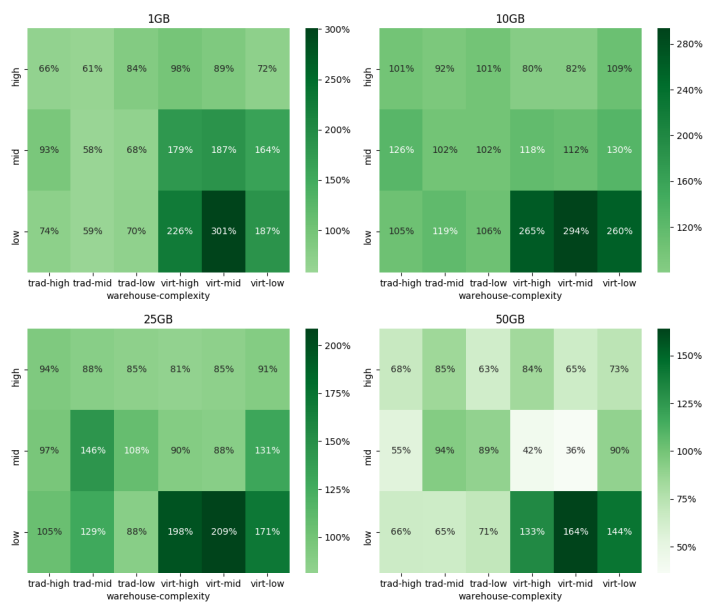 1GB
high 66% 61% 84% 98% 89% 72%
mid 93% 58% 68% 179% 187% 164%
low 74% 59% 70% 226% 301% 187%
trad-high trad-mid trad-low virt-high virt-mid virt-low
warehouse-complexity
300%
250%
200%
150%
100%
10GB
high 101% 92% 101% 80% 82% 109%
mid 126% 102% 102% 118% 112% 130%
low 105% 119% 106% 265% 294% 260%
trad-high trad-mid trad-low virt-high virt-mid virt-low
warehouse-complexity
280%
240%
200%
160%
120%
25GB
high 94% 88% 85% 81% 85% 91%
mid 97% 146% 108% 90% 88% 131%
low 105% 129% 88% 198% 209% 171%
trad-high trad-mid trad-low virt-high virt-mid virt-low
warehouse-complexity
200%
175%
150%
125%
100%
50GB
high 68% 85% 63% 84% 65% 73%
mid 55% 94% 89% 42% 36% 90%
low 66% 65% 71% 133% 164% 144%
trad-high trad-mid trad-low virt-high virt-mid virt-low
warehouse-complexity
150%
125%
100%
75%
50%